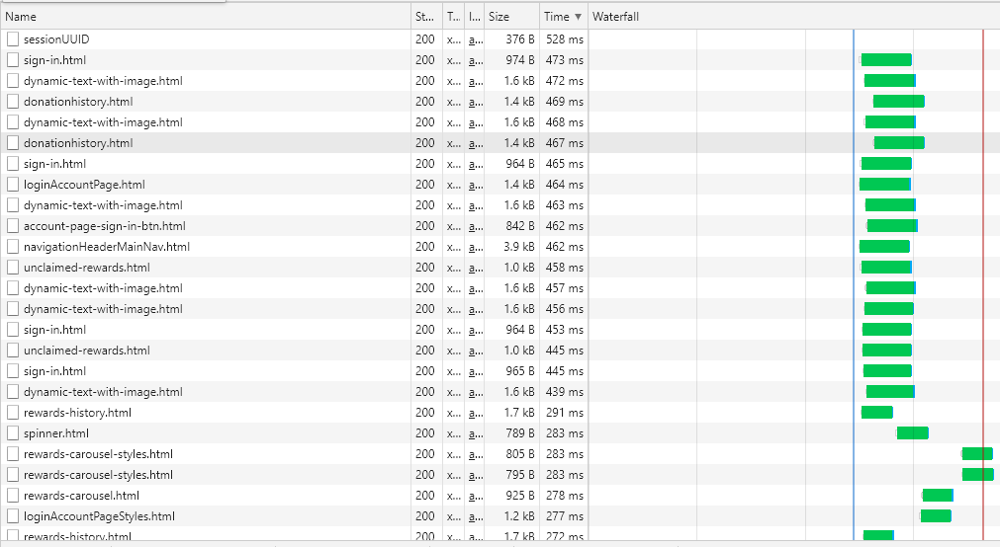 Name St... T... I... Size Time ▼ Waterfall
sessionUUID 200 x... a... 376 B 528 ms
sign-in.html 200 x... a... 974 B 473 ms
dynamic-text-with-image.html 200 x... a... 1.6 kB 472 ms
donationhistory.html 200 x... a... 1.4 kB 469 ms
dynamic-text-with-image.html 200 x... a... 1.6 kB 468 ms
donationhistory.html 200 x... a... 1.4 kB 467 ms
sign-in.html 200 x... a... 964 B 465 ms
loginAccountPage.html 200 x... a... 1.4 kB 464 ms
dynamic-text-with-image.html 200 x... a... 1.6 kB 463 ms
account-page-sign-in-btn.html 200 x... a... 842 B 462 ms
navigationHeaderMainNav.html 200 x... a... 3.9 kB 462 ms
unclaimed-rewards.html 200 x... a... 1.0 kB 458 ms
dynamic-text-with-image.html 200 x... a... 1.6 kB 457 ms
dynamic-text-with-image.html 200 x... a... 1.6 kB 456 ms
sign-in.html 200 x... a... 964 B 453 ms
unclaimed-rewards.html 200 x... a... 1.0 kB 445 ms
sign-in.html 200 x... a... 965 B 445 ms
dynamic-text-with-image.html 200 x... a... 1.6 kB 439 ms
rewards-history.html 200 x... a... 1.7 kB 291 ms
spinner.html 200 x... a... 789 B 283 ms
rewards-carousel-styles.html 200 x... a... 805 B 283 ms
rewards-carousel-styles.html 200 x... a... 795 B 283 ms
rewards-carousel.html 200 x... a... 925 B 278 ms
loginAccountPageStyles.html 200 x... a... 1.2 kB 277 ms
rewards-history.html 200 x... a... 1.7 kB 272 ms